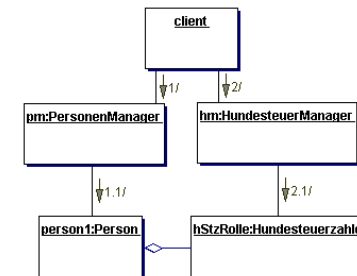 client
1/
2/
pm:PersonenManager
hm:HundesteuerManager
1.1/
2.1/
person1:Person
hStzRolle:Hundesteuerzahle